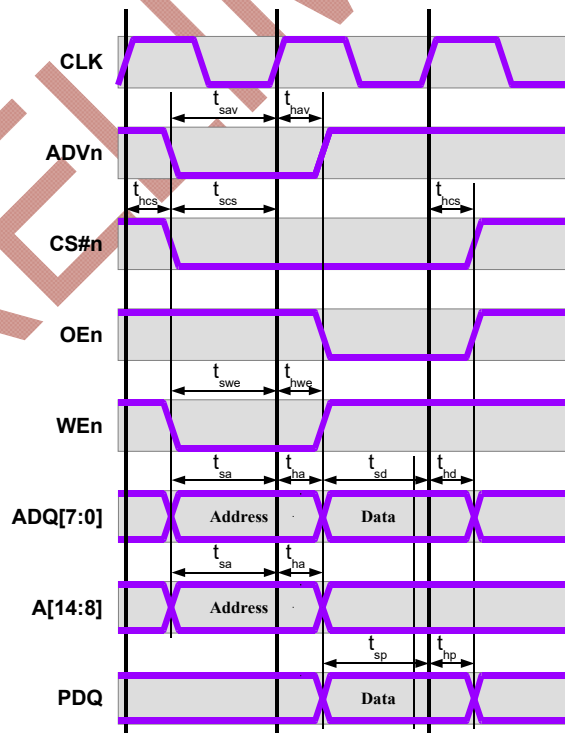 CLK
t sav t hav
ADVn
t hcs t scs t hcs
CS#n
OEn
t swe t hwe
WEn
t sa t ha t sd t hd
ADQ[7:0] Address Data
t sa t ha
A[14:8] Address
t sp t hp
PDQ Data